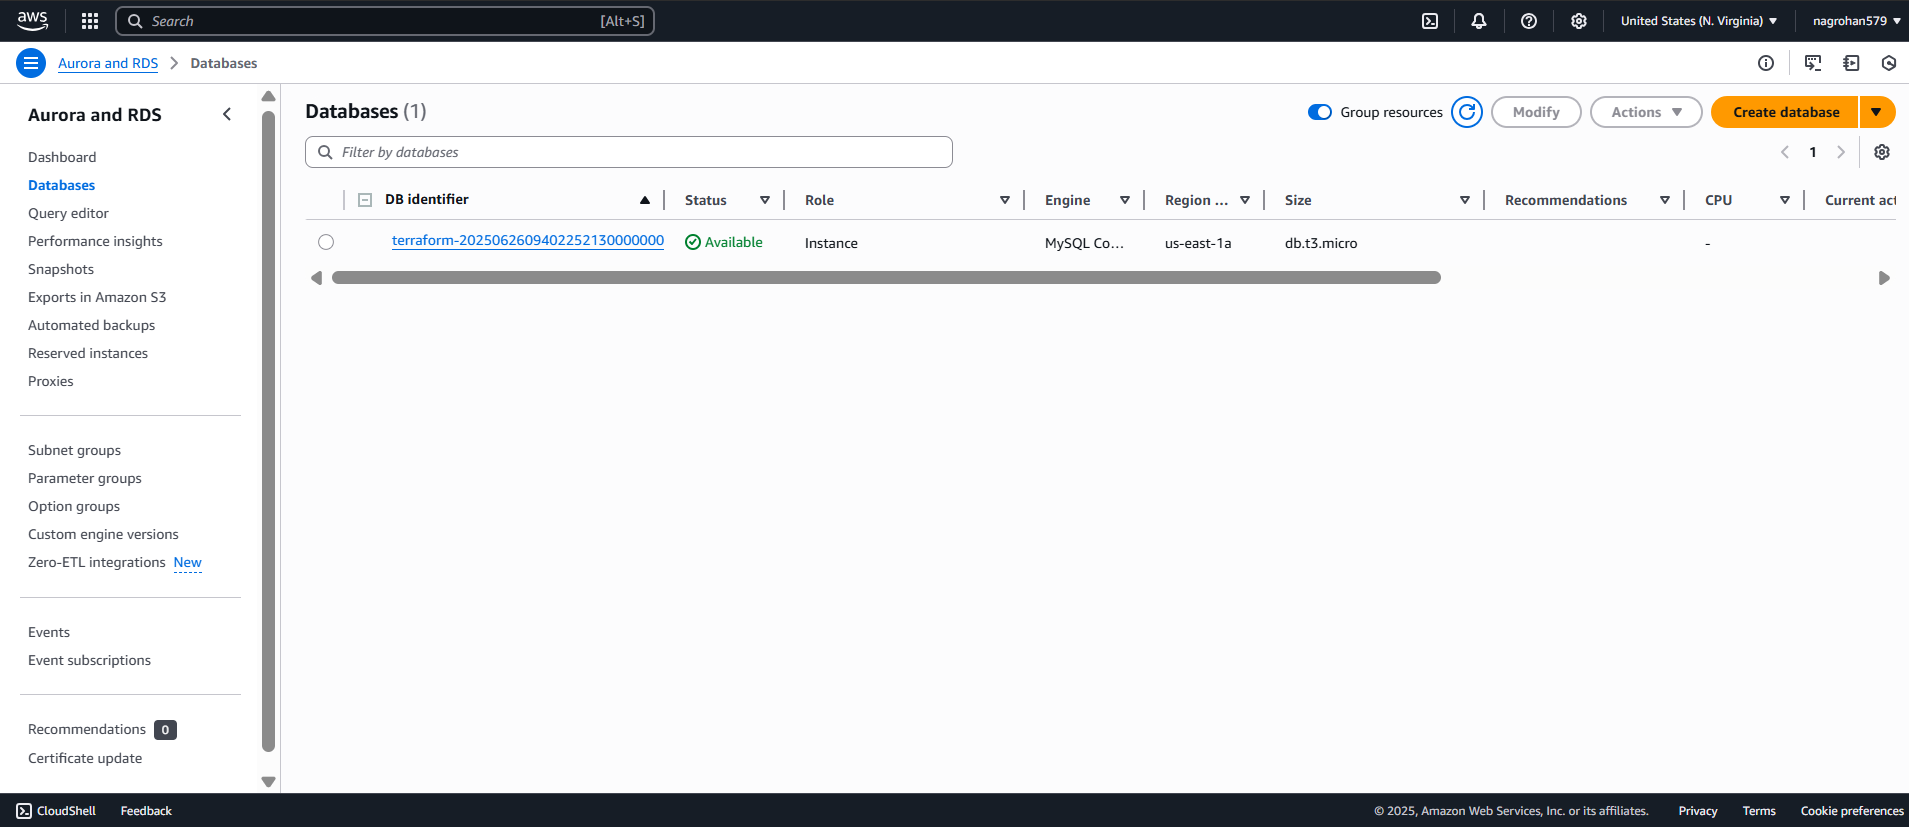 aws
Search [Alt+S]
United States (N. Virginia)
nagrohan579
Aurora and RDS
Databases
Aurora and RDS
Dashboard
Databases
Query editor
Performance insights
Snapshots
Exports in Amazon S3
Automated backups
Reserved instances
Proxies
Subnet groups
Parameter groups
Option groups
Custom engine versions
Zero-ETL integrations New
Events
Event subscriptions
Recommendations 0
Certificate update
Databases (1)
Group resources
Modify
Actions
Create database
Filter by databases
1
DB identifier Status Role Engine Region ... Size Recommendations CPU Current act
terraform-2025062609402252130000000 Available Instance MySQL Co... us-east-1a db.t3.micro -
CloudShell Feedback © 2025, Amazon Web Services, Inc. or its affiliates. Privacy Terms Cookie preferences